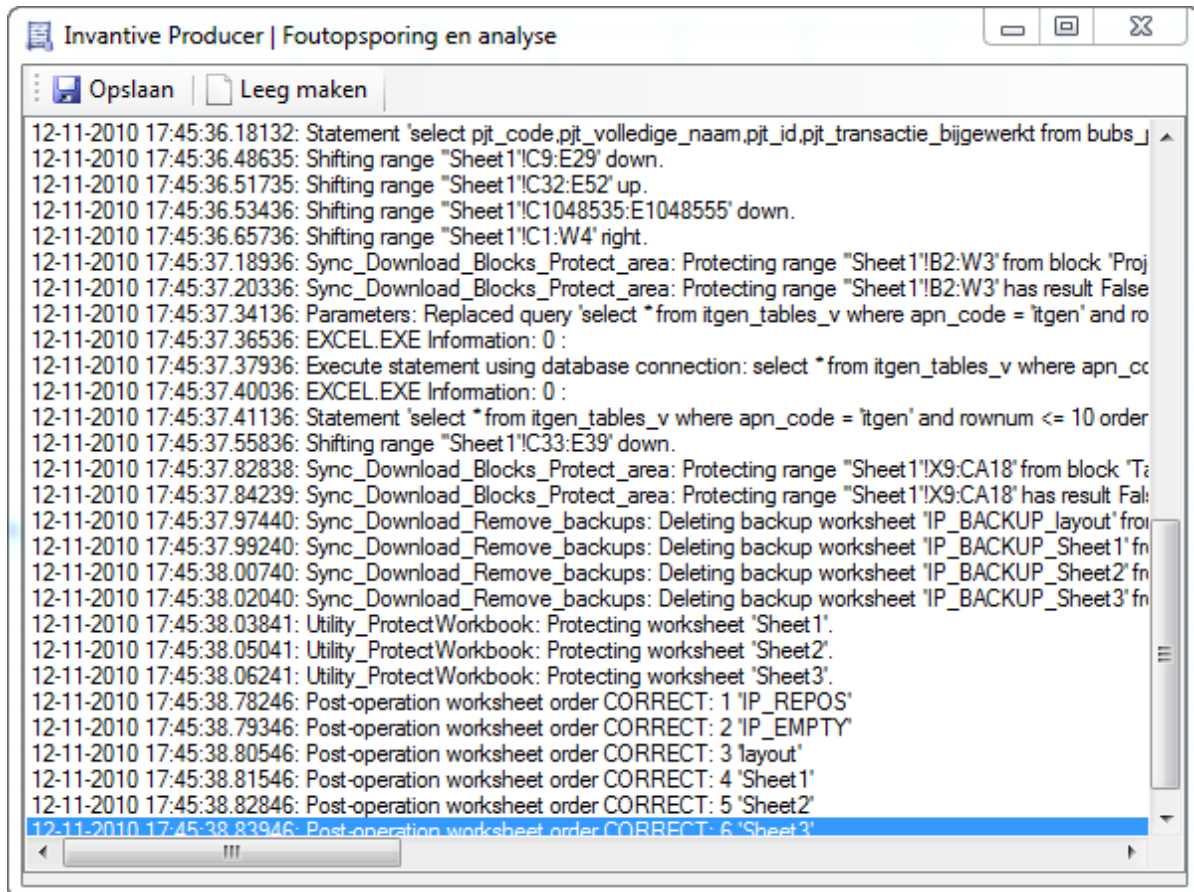 Invantive Producer | Foutopsporing en analyse
Opslaan Leeg maken
12-11-2010 17:45:36.18132: Statement 'select pjt_code,pjt_volledige_naam,pjt_id,pjt_transactie_bijgewerkt from bubs_
12-11-2010 17:45:36.48635: Shifting range "Sheet1"!C9:E29' down.
12-11-2010 17:45:36.51735: Shifting range "Sheet1"!C32:E52' up.
12-11-2010 17:45:36.53436: Shifting range "Sheet1"!C1048535:E1048555' down.
12-11-2010 17:45:36.65736: Shifting range "Sheet1"!C1:W4' right.
12-11-2010 17:45:37.18936: Sync_Download_Blocks_Protect_area: Protecting range "Sheet1"!B2:W3' from block "Proj
12-11-2010 17:45:37.20336: Sync_Download_Blocks_Protect_area: Protecting range "Sheet1"!B2:W3' has result False
12-11-2010 17:45:37.34136: Parameters: Replaced query 'select * from itgen_tables_v where apn_code = 'itgen' and ro
12-11-2010 17:45:37.36536: EXCEL.EXE Information: 0 :
12-11-2010 17:45:37.37936: Execute statement using database connection: select * from itgen_tables_v where apn_cc
12-11-2010 17:45:37.40036: EXCEL.EXE Information: 0 :
12-11-2010 17:45:37.41136: Statement 'select * from itgen_tables_v where apn_code = 'itgen' and rownum <= 10 order
12-11-2010 17:45:37.55836: Shifting range "Sheet1"!C33:E39' down.
12-11-2010 17:45:37.82838: Sync_Download_Blocks_Protect_area: Protecting range "Sheet1"!X9:CA18' from block "Ta
12-11-2010 17:45:37.84239: Sync_Download_Blocks_Protect_area: Protecting range "Sheet1"!X9:CA18' has result Fal
12-11-2010 17:45:37.97440: Sync_Download_Remove_backups: Deleting backup worksheet 'IP_BACKUP_layout' fro
12-11-2010 17:45:37.99240: Sync_Download_Remove_backups: Deleting backup worksheet 'IP_BACKUP_Sheet1' fr
12-11-2010 17:45:38.00740: Sync_Download_Remove_backups: Deleting backup worksheet 'IP_BACKUP_Sheet2' fr
12-11-2010 17:45:38.02040: Sync_Download_Remove_backups: Deleting backup worksheet 'IP_BACKUP_Sheet3' fr
12-11-2010 17:45:38.03841: Utility_ProtectWorkbook: Protecting worksheet 'Sheet1'.
12-11-2010 17:45:38.05041: Utility_ProtectWorkbook: Protecting worksheet 'Sheet2'.
12-11-2010 17:45:38.06241: Utility_ProtectWorkbook: Protecting worksheet 'Sheet3'.
12-11-2010 17:45:38.78246: Post-operation worksheet order CORRECT: 1 'IP_REPOS'
12-11-2010 17:45:38.79346: Post-operation worksheet order CORRECT: 2 'IP_EMPTY'
12-11-2010 17:45:38.80546: Post-operation worksheet order CORRECT: 3 'layout'
12-11-2010 17:45:38.81546: Post-operation worksheet order CORRECT: 4 'Sheet1'
12-11-2010 17:45:38.82846: Post-operation worksheet order CORRECT: 5 'Sheet2'
12-11-2010 17:45:38.83946: Post-operation worksheet order CORRECT: 6 'Sheet3'